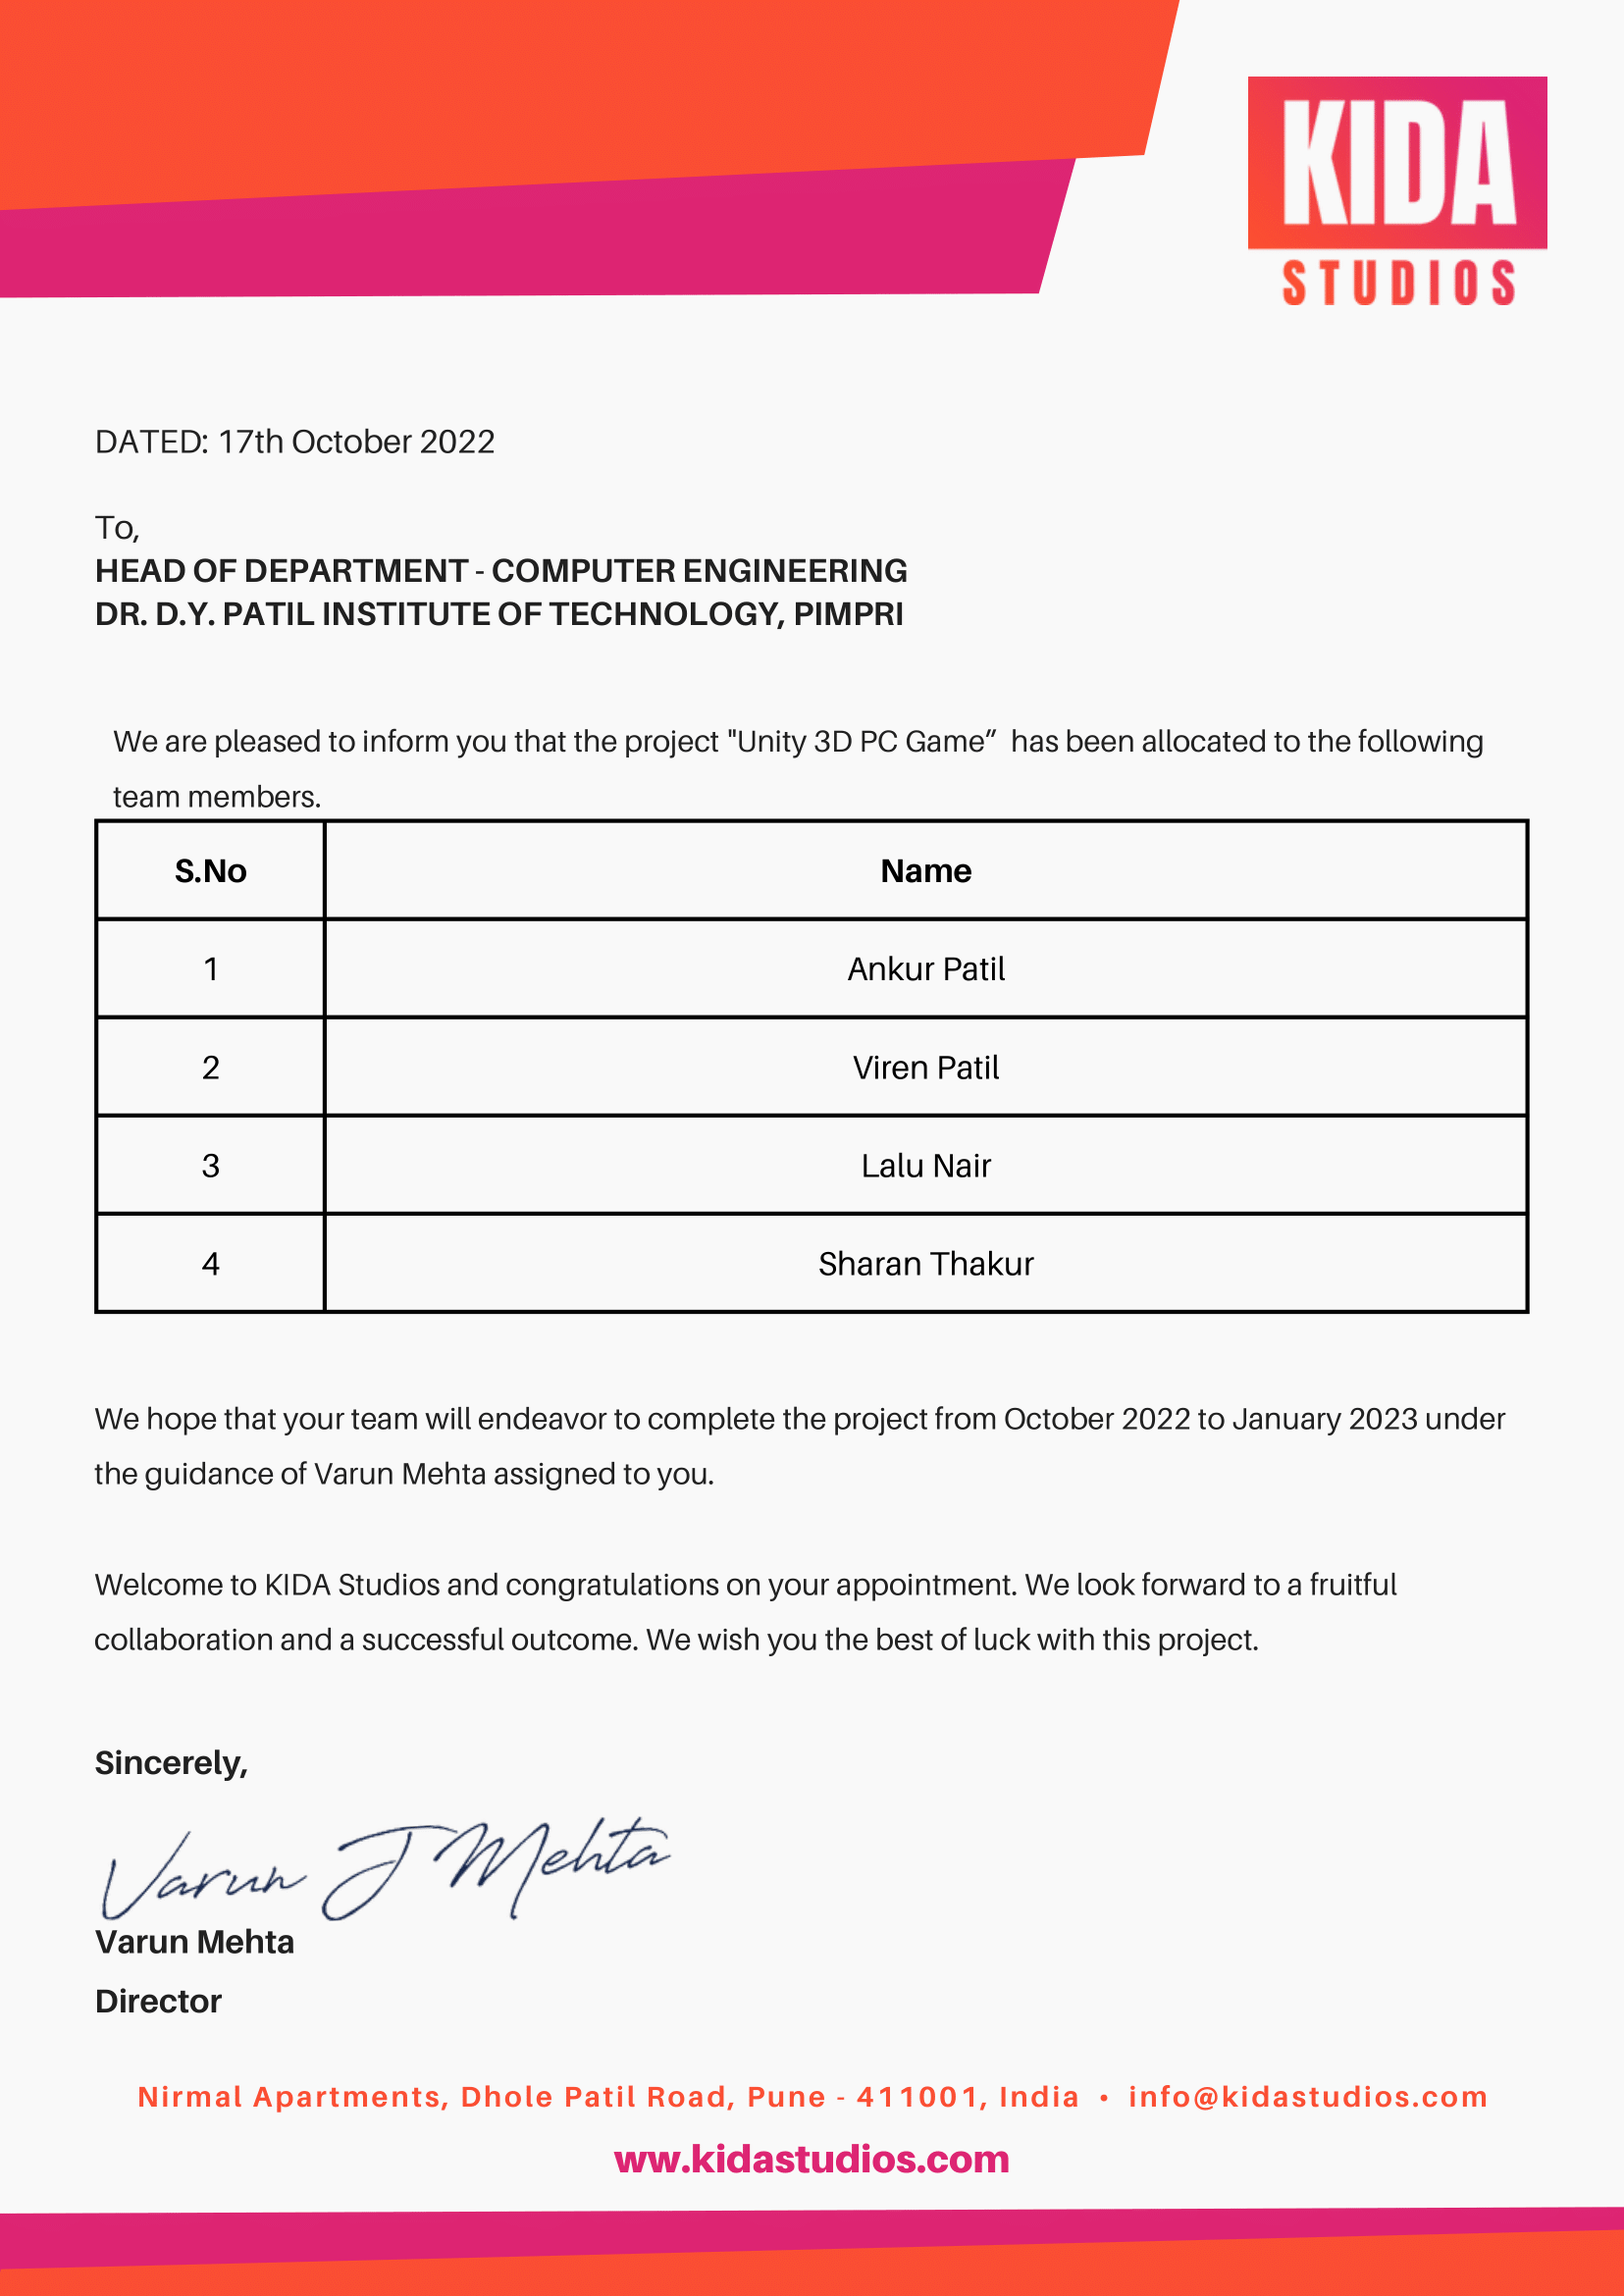 KIDA
STUDIOS
DATED: 17th October 2022
To,
HEAD OF DEPARTMENT - COMPUTER ENGINEERING
DR. D.Y. PATIL INSTITUTE OF TECHNOLOGY, PIMPRI
We are pleased to inform you that the project "Unity 3D PC Game” has been allocated to the following
team members.
S.No Name
1 Ankur Patil
2 Viren Patil
3 Lalu Nair
4 Sharan Thakur
We hope that your team will endeavor to complete the project from October 2022 to January 2023 under
the guidance of Varun Mehta assigned to you.
Welcome to KIDA Studios and congratulations on your appointment. We look forward to a fruitful
collaboration and a successful outcome. We wish you the best of luck with this project.
Sincerely,
Varun J Mehta
Varun Mehta
Director
Nirmal Apartments, Dhole Patil Road, Pune - 411001, India • info@kidastudios.com
ww.kidastudios.com